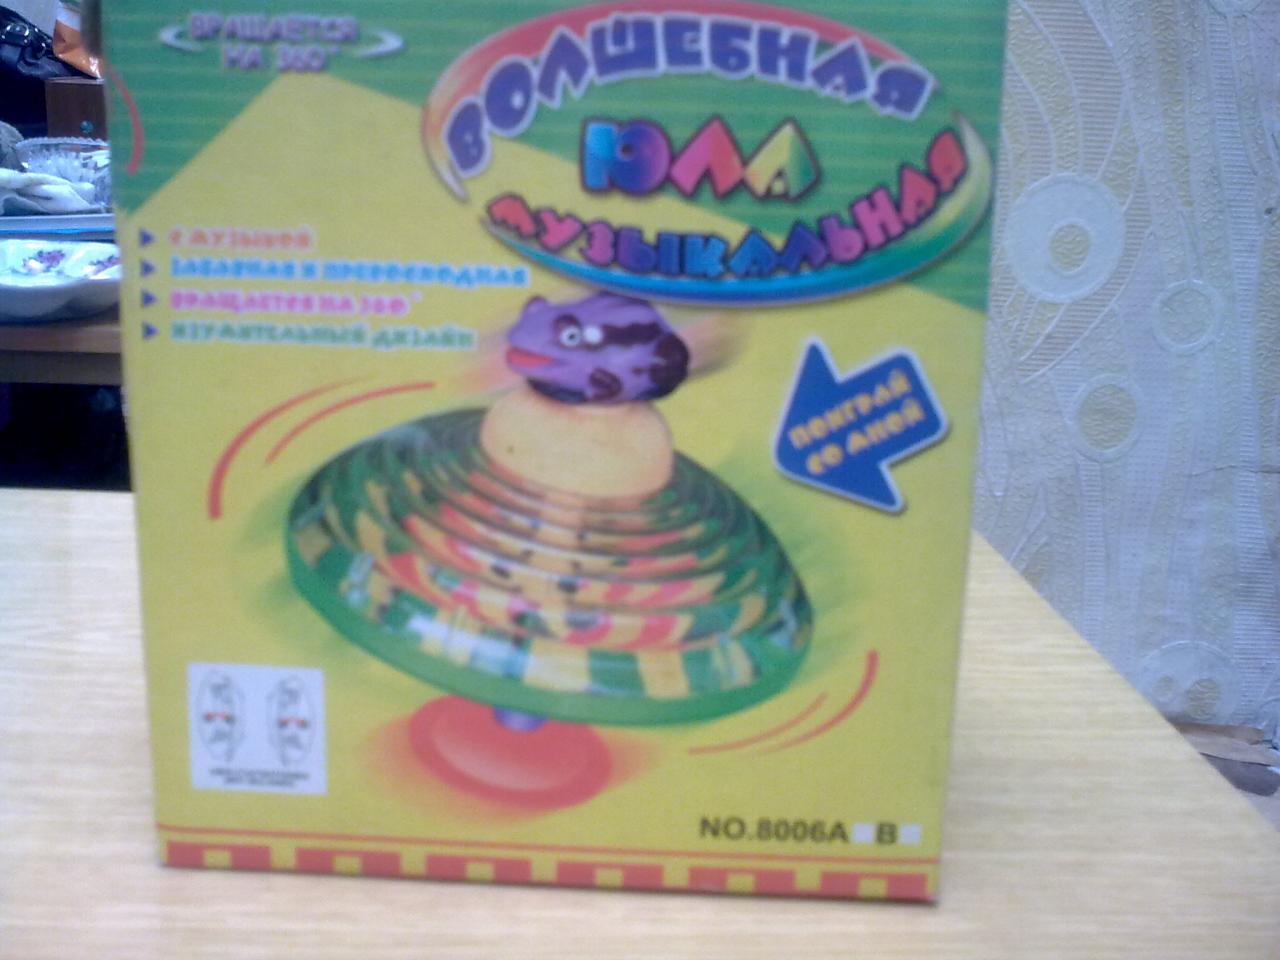 ВРАЩАЕТСЯ
НА 360°
ВОЛШЕБНАЯ
ЮЛА
МУЗЫКАЛЬНАЯ
С МУЗЫКОЙ
ЗАБАВНАЯ И ПРЕВОСХОДНАЯ
ВРАЩАЕТСЯ НА 360°
ИЗУМИТЕЛЬНЫЙ ДИЗАЙН
ПОИГРАЙ
СО МНОЙ
NO.8006A B